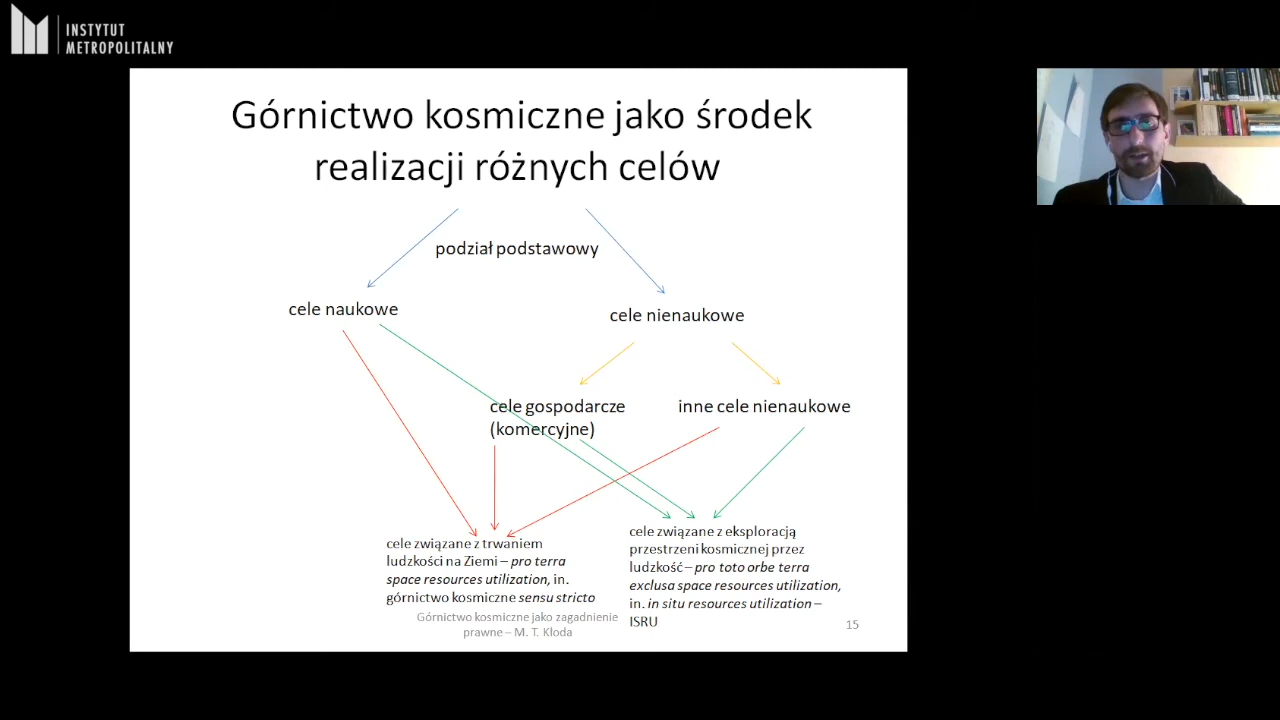 INSTYTUT
METROPOLITALNY
Górnictwo kosmiczne jako środek
realizacji różnych celów
podział podstawowy
cele naukowe
cele nienaukowe
cele gospodarcze
(komercyjne)
inne cele nienaukowe
cele związane z trwaniem
ludzkości na Ziemi – pro terra
space resources utilization, in.
górnictwo kosmiczne sensu stricto
cele związane z eksploracją
przestrzeni kosmicznej przez
ludzkość – pro toto orbe terra
exclusa space resources utilization,
in. in situ resources utilization –
ISRU
Górnictwo kosmiczne jako zagadnienie
prawne – M. T. Kłoda
15